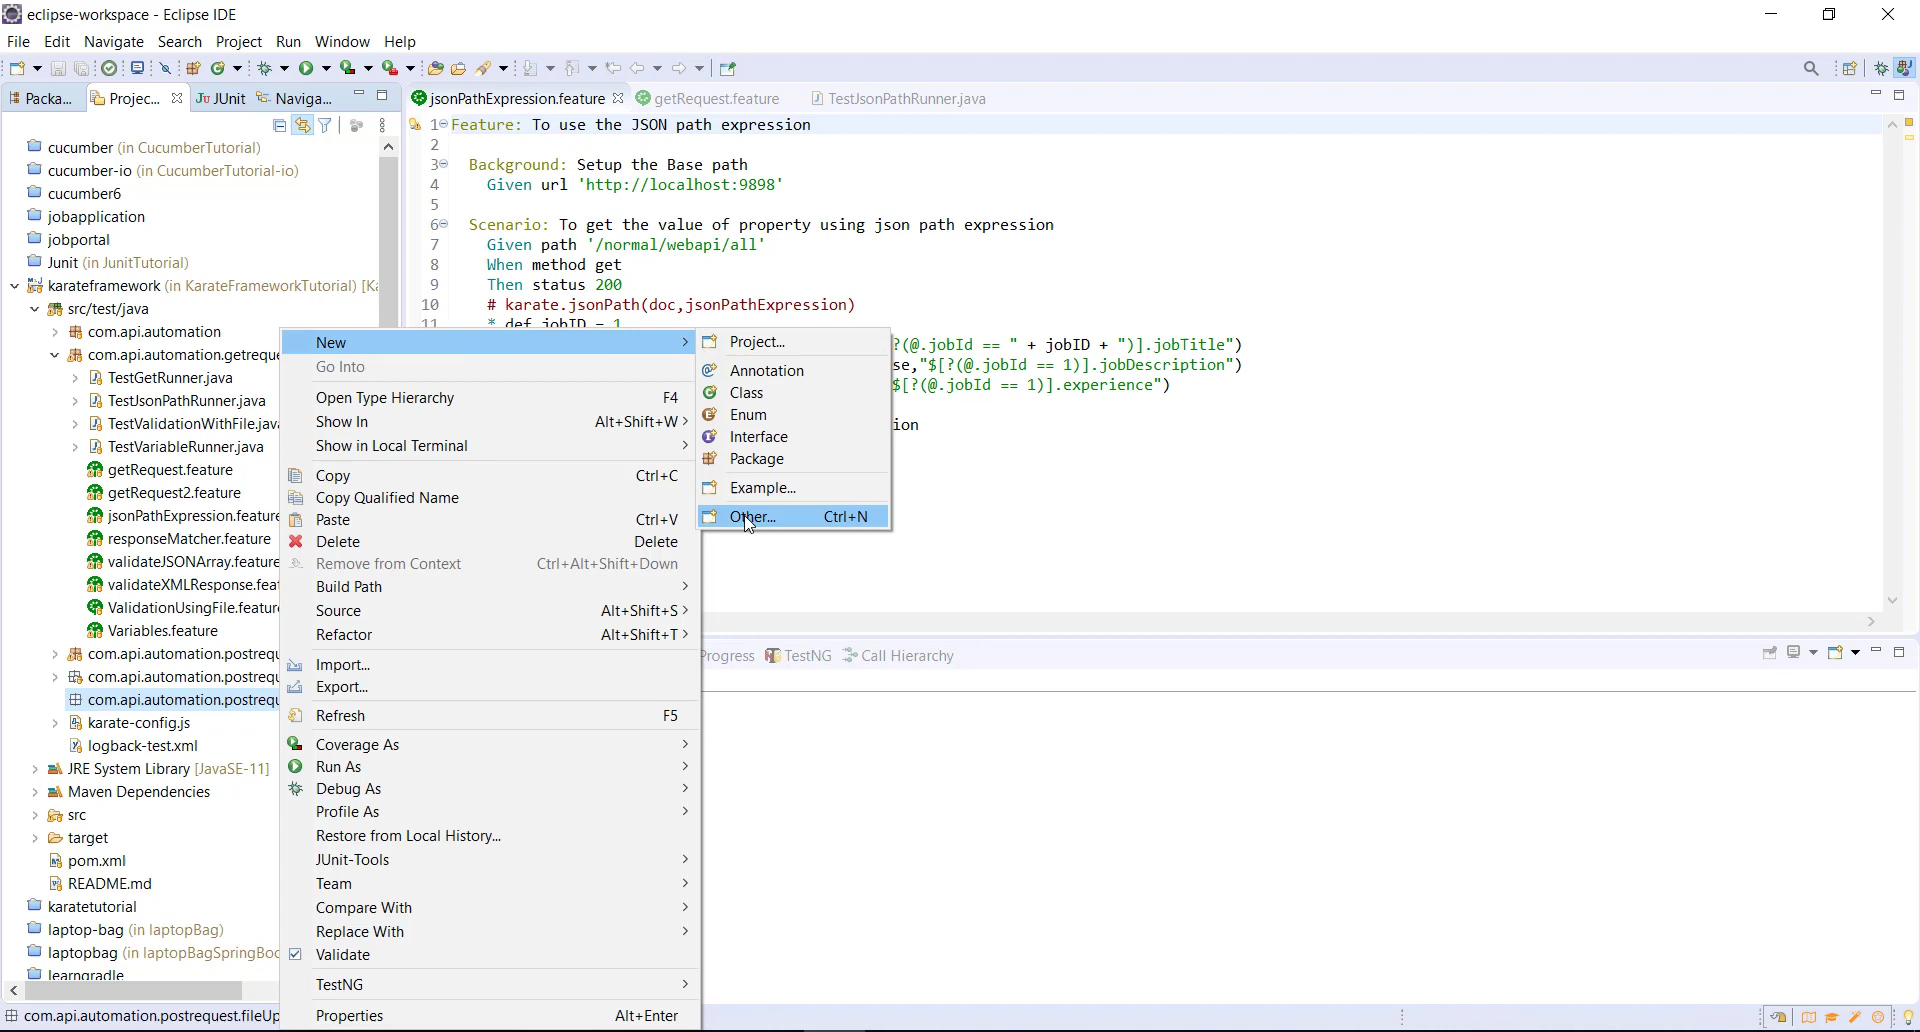 eclipse-workspace - Eclipse IDE
File Edit Navigate Search Project Run Window Help
Packa... Projec... JUnit Naviga...
jsonPathExpression.feature getRequest.feature TestJsonPathRunner.java
cucumber (in CucumberTutorial)
cucumber-io (in CucumberTutorial-io)
cucumber6
jobapplication
jobportal
Junit (in JunitTutorial)
karateframework (in KarateFrameworkTutorial) [Ka
src/test/java
com.api.automation
com.api.automation.getreque
TestGetRunner.java
TestJsonPathRunner.java
TestValidationWithFile.java
TestVariableRunner.java
getRequest.feature
getRequest2.feature
jsonPathExpression.feature
responseMatcher.feature
validateJSONArray.feature
validateXMLResponse.fea
ValidationUsingFile.featur
Variables.feature
com.api.automation.postrequ
com.api.automation.postrequ
com.api.automation.postrequ
karate-config.js
logback-test.xml
JRE System Library [JavaSE-11]
Maven Dependencies
src
target
pom.xml
README.md
karatetutorial
laptop-bag (in laptopBag)
laptopbag (in laptopBagSpringBoo
learngradle
com.api.automation.postrequest.fileUp
1 Feature: To use the JSON path expression
2
3 Background: Setup the Base path
4 Given url 'http://localhost:9898'
5
6 Scenario: To get the value of property using json path expression
7 Given path '/normal/webapi/all'
8 When method get
9 Then status 200
10 # karate.jsonPath(doc,jsonPathExpression)
11 * def jobID = 1
?(@.jobId == " + jobID + ")].jobTitle")
se,"$[?(@.jobId == 1)].jobDescription")
$[?(@.jobId == 1)].experience")
ion
New
Go Into
Open Type Hierarchy F4
Show In Alt+Shift+W
Show in Local Terminal
Copy Ctrl+C
Copy Qualified Name
Paste Ctrl+V
Delete Delete
Remove from Context Ctrl+Alt+Shift+Down
Build Path
Source Alt+Shift+S
Refactor Alt+Shift+T
Import...
Export...
Refresh F5
Coverage As
Run As
Debug As
Profile As
Restore from Local History...
JUnit-Tools
Team
Compare With
Replace With
Validate
TestNG
Properties Alt+Enter
Project...
Annotation
Class
Enum
Interface
Package
Example...
Other... Ctrl+N
Progress TestNG Call Hierarchy